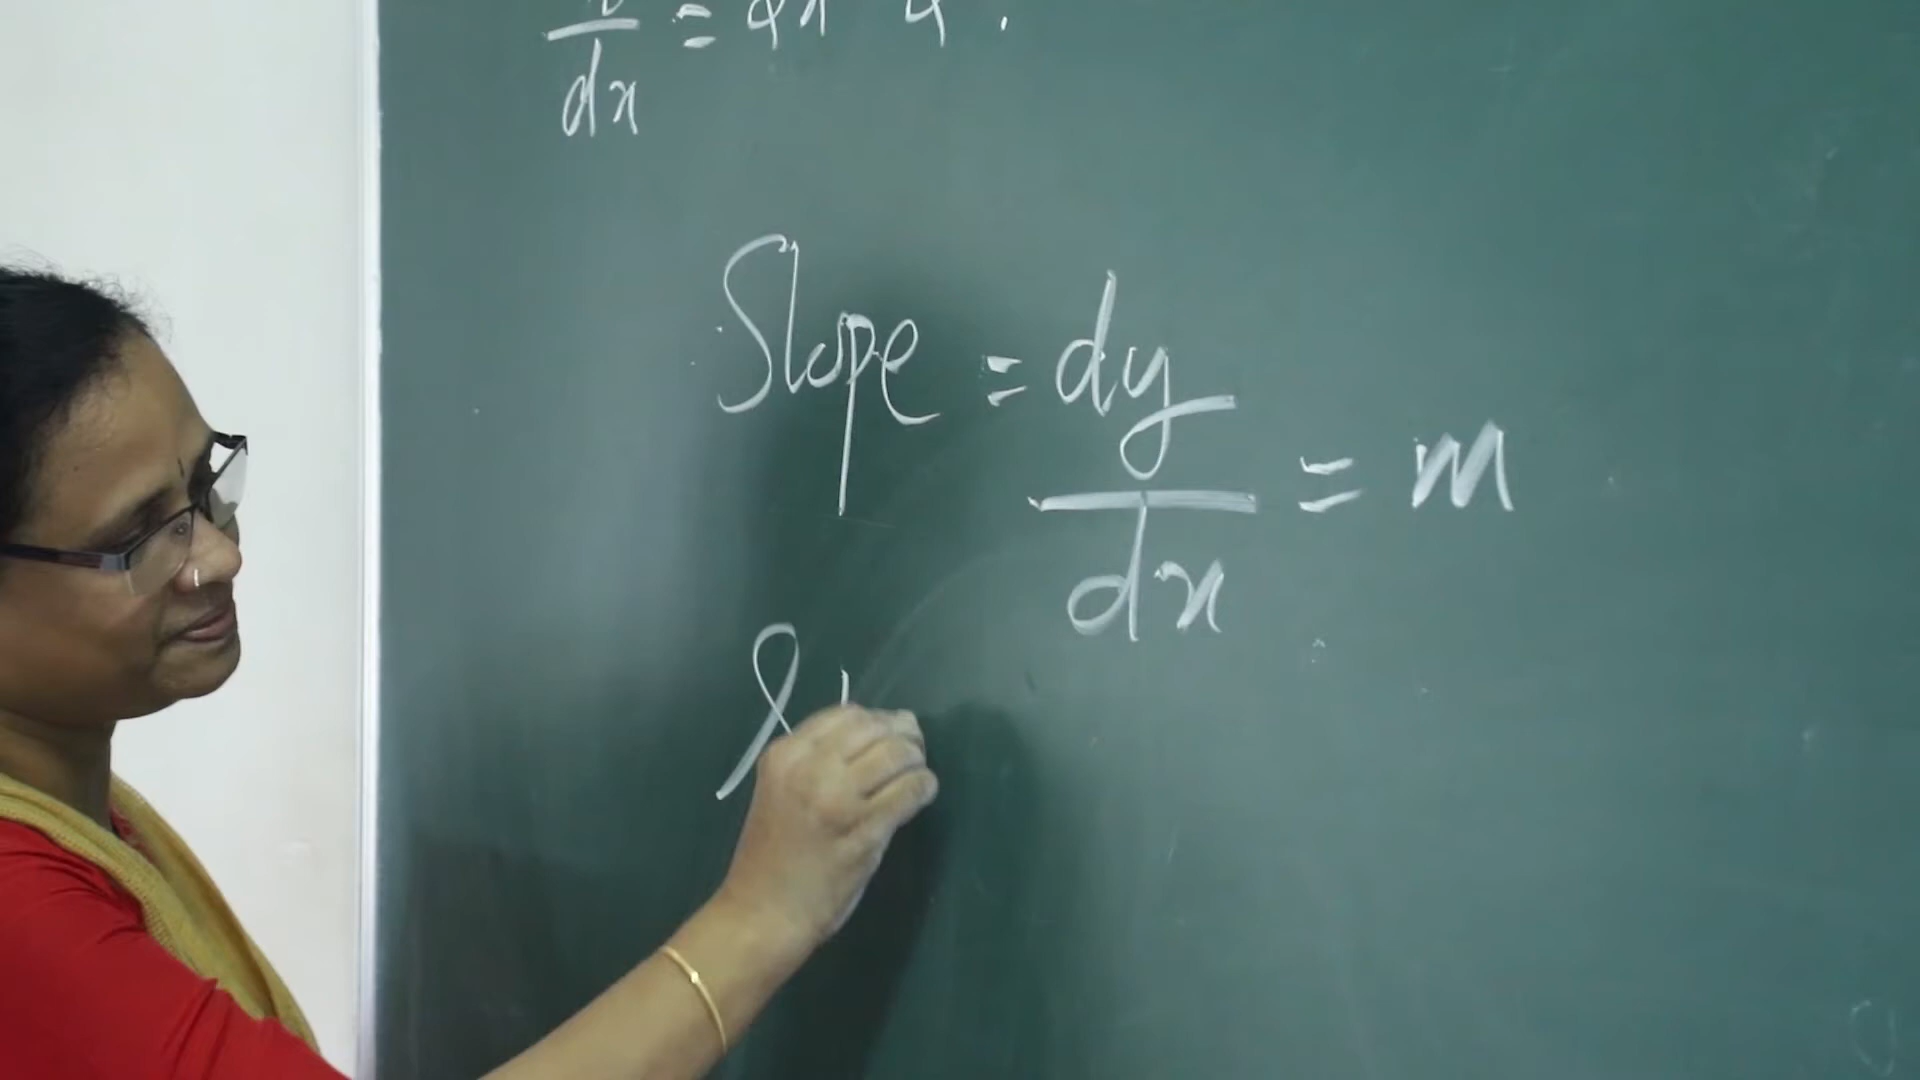 dx
Slope = dy/dx = m